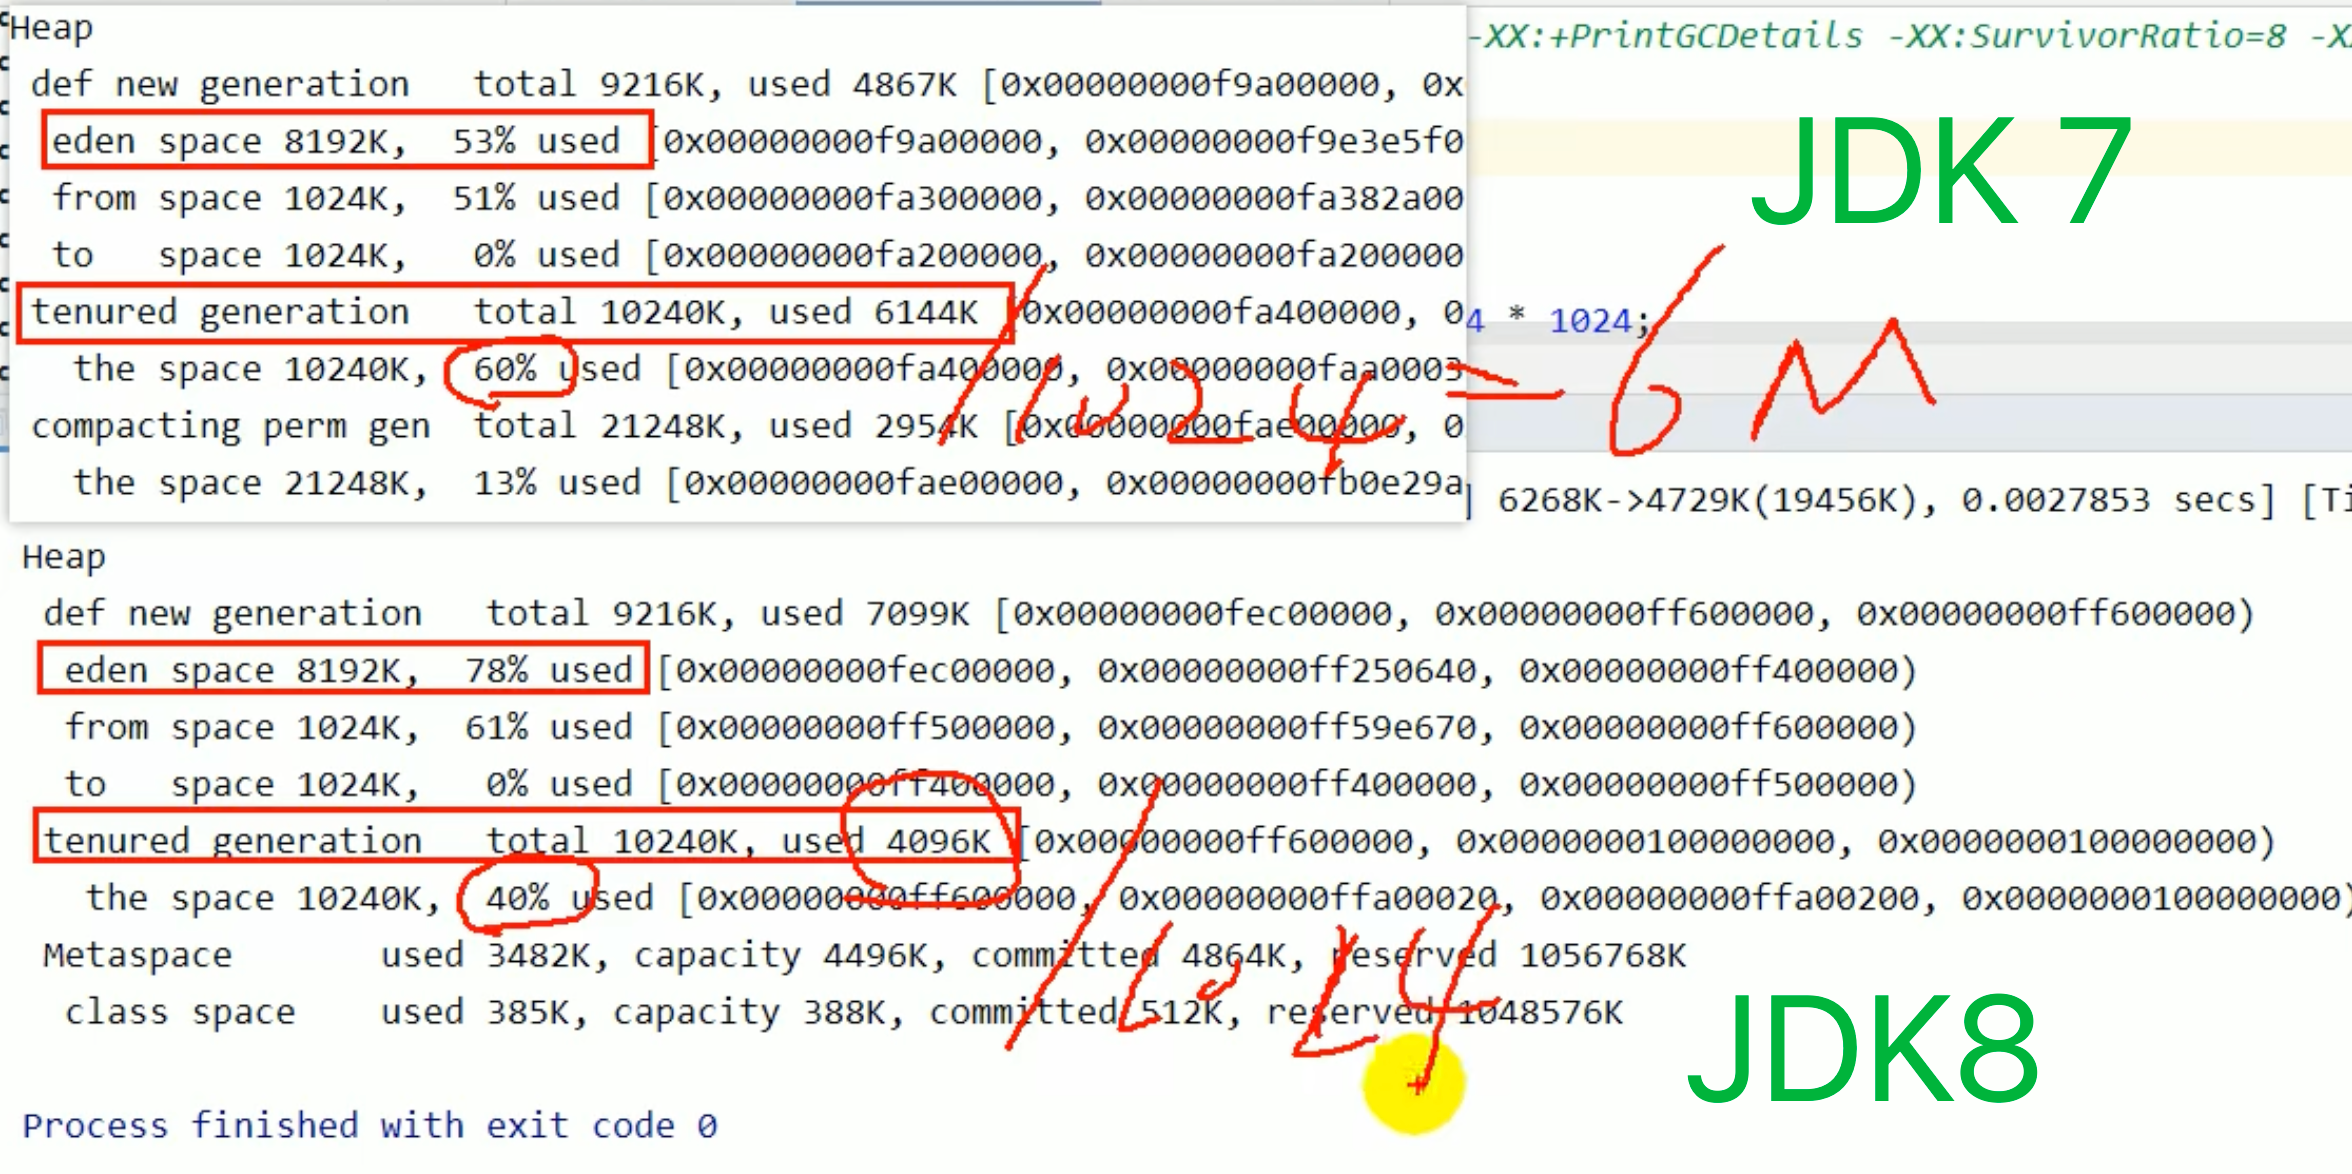 Heap
-XX:+PrintGCDetails -XX:SurvivorRatio=8
def new generation total 9216K, used 4867K [0x00000000f9a00000, 0x
eden space 8192K, 53% used [0x00000000f9a00000, 0x00000000f9e3e5f0
JDK 7
from space 1024K, 51% used [0x00000000fa300000, 0x00000000fa382a00
to space 1024K, 0% used [0x00000000fa200000, 0x00000000fa200000
tenured generation total 10240K, used 6144K [0x00000000fa400000, 0
4 * 1024;
the space 10240K, 60% used [0x00000000fa400000, 0x00000000faa0003
/1024 = 6M
compacting perm gen total 21248K, used 2954K [0x00000000fae00000, 0
the space 21248K, 13% used [0x00000000fae00000, 0x00000000fb0e29a
] 6268K->4729K(19456K), 0.0027853 secs] [Ti
Heap
def new generation total 9216K, used 7099K [0x00000000fec00000, 0x00000000ff600000, 0x00000000ff600000)
eden space 8192K, 78% used [0x00000000fec00000, 0x00000000ff250640, 0x00000000ff400000)
from space 1024K, 61% used [0x00000000ff500000, 0x00000000ff59e670, 0x00000000ff600000)
to space 1024K, 0% used [0x00000000ff400000, 0x00000000ff400000, 0x00000000ff500000)
tenured generation total 10240K, used 4096K [0x00000000ff600000, 0x0000000100000000, 0x0000000100000000)
the space 10240K, 40% used [0x00000000ff600000, 0x00000000ffa00020, 0x00000000ffa00200, 0x0000000100000000)
Metaspace used 3482K, capacity 4496K, committed 4864K, reserved 1056768K
class space used 385K, capacity 388K, committed 512K, reserved 1048576K
/1024
JDK8
Process finished with exit code 0